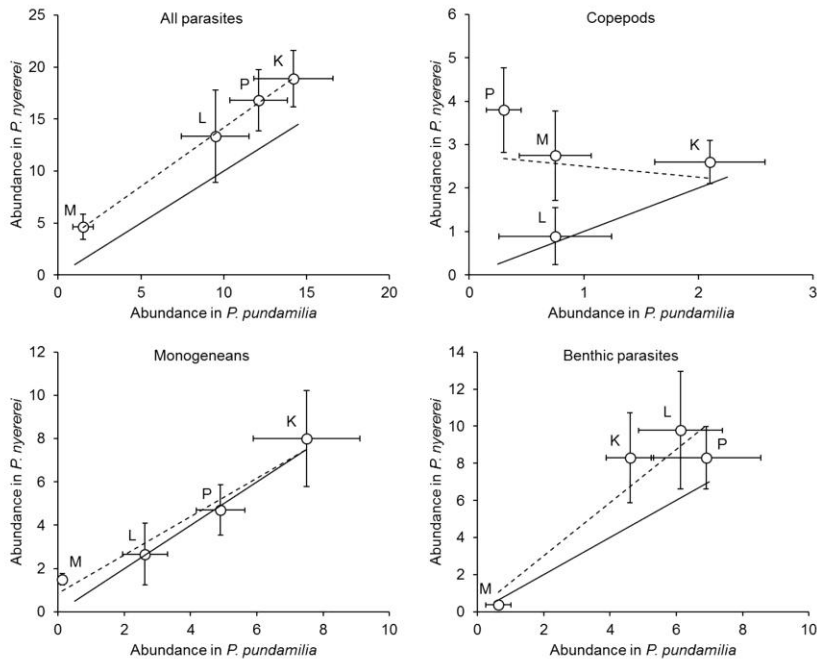 All parasites
Abundance in P. nyererei
25
20
15
10
5
0
M
L
P
K
0
5
10
15
20
Abundance in P. pundamilia
Copepods
Abundance in P. nyererei
6
5
4
3
2
1
0
P
M
K
L
0
1
2
3
Abundance in P. pundamilia
Monogeneans
Abundance in P. nyererei
12
10
8
6
4
2
0
M
L
P
K
0
2
4
6
8
10
Abundance in P. pundamilia
Benthic parasites
Abundance in P. nyererei
14
12
10
8
6
4
2
0
M
K
L
P
0
2
4
6
8
10
Abundance in P. pundamilia